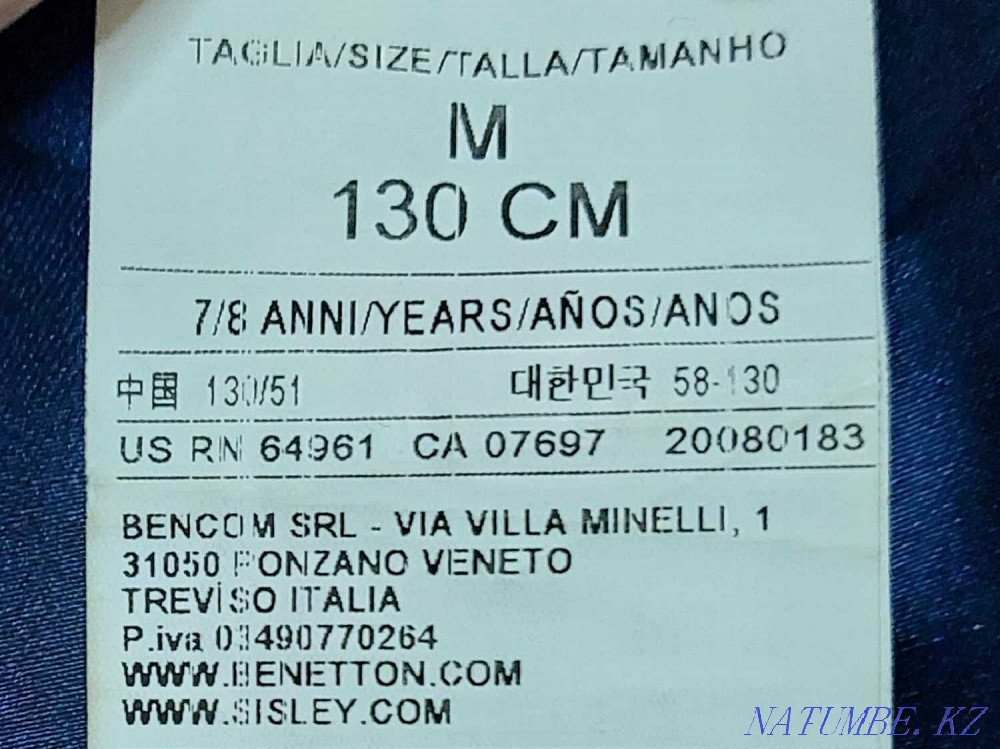 TAGLIA/SIZE/TALLA/TAMANHO
M
130 CM
7/8 ANNI/YEARS/AÑOS/ANOS
中国 130/51 대한민국 58-130
US RN 64961 CA 07697 20080183
BENCOM SRL - VIA VILLA MINELLI, 1
31050 PONZANO VENETO
TREVISO ITALIA
P.iva 03490770264
WWW.BENETTON.COM
WWW.SISLEY.COM
NATUMBE.KZ